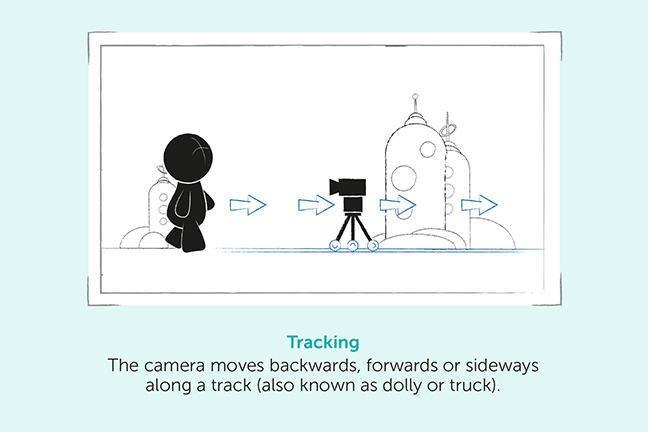 Tracking
The camera moves backwards, forwards or sideways
along a track (also known as dolly or truck).